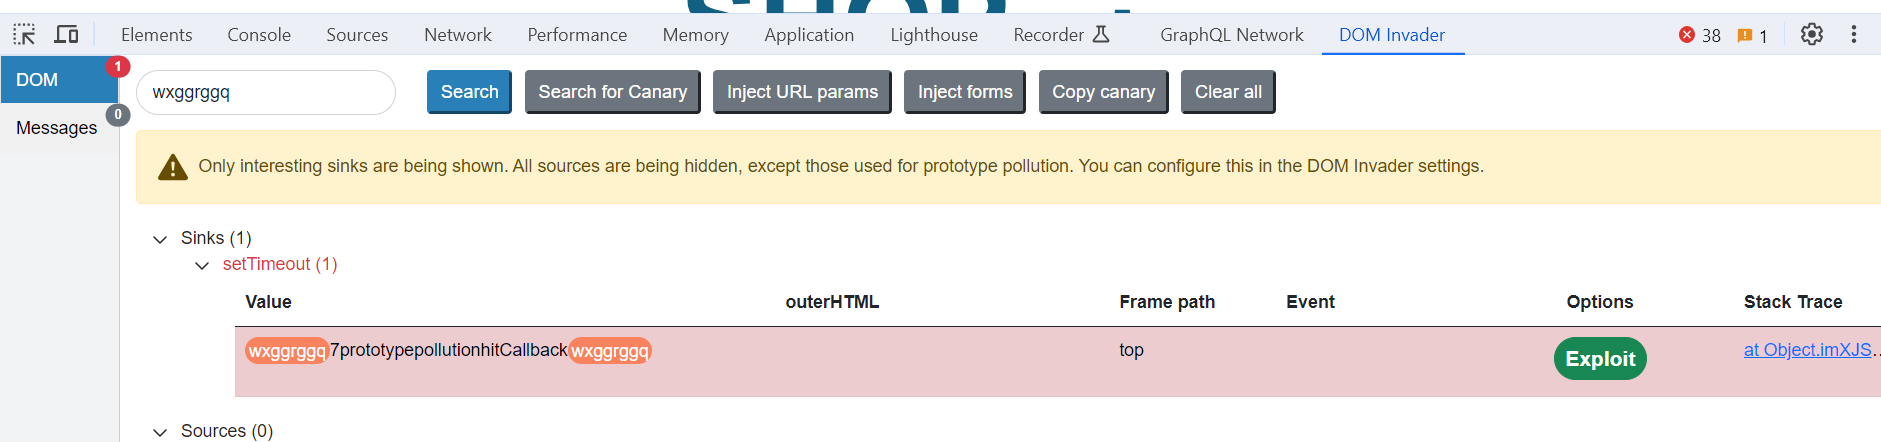 SHOP
Elements Console Sources Network Performance Memory Application Lighthouse Recorder GraphQL Network DOM Invader 38 1
DOM 1
wxggrggq Search Search for Canary Inject URL params Inject forms Copy canary Clear all
Messages 0
Only interesting sinks are being shown. All sources are being hidden, except those used for prototype pollution. You can configure this in the DOM Invader settings.
Sinks (1)
setTimeout (1)
Value outerHTML Frame path Event Options Stack Trace
wxggrggq7prototypepollutionhitCallbackwxggrggq top Exploit at Object.imXJS...
Sources (0)